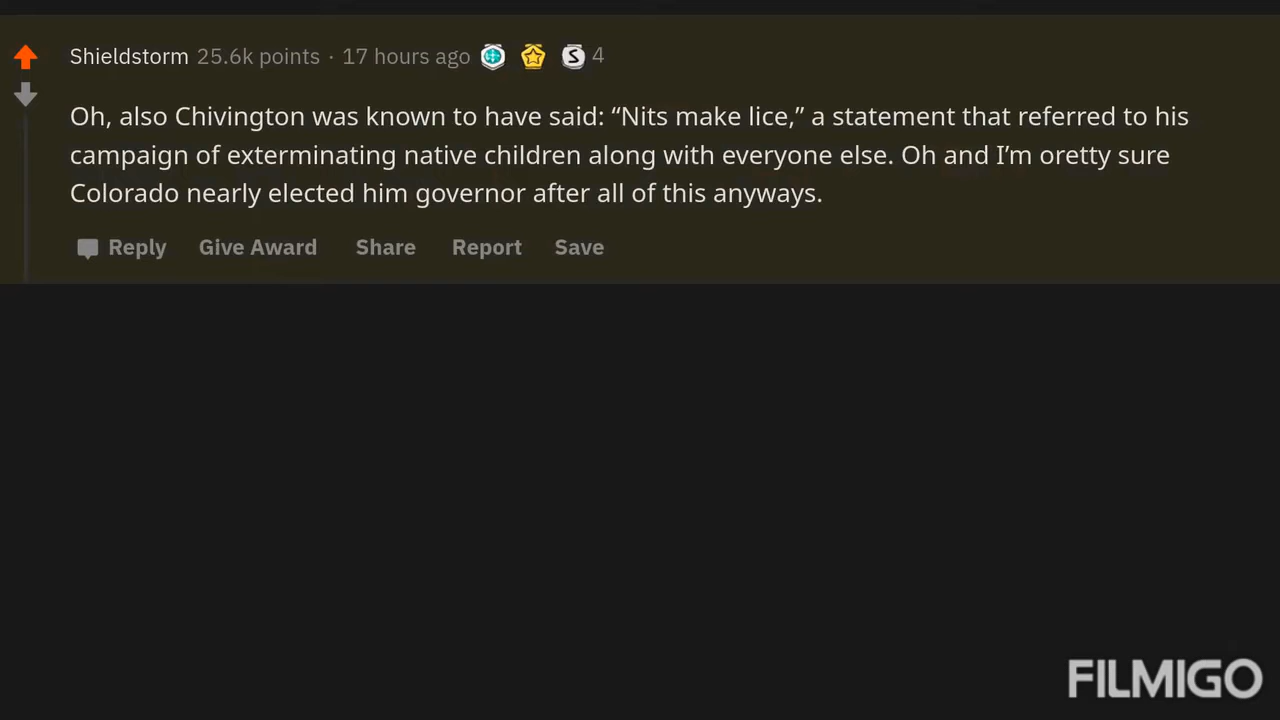 Shieldstorm 25.6k points · 17 hours ago 4
Oh, also Chivington was known to have said: “Nits make lice,” a statement that referred to his
campaign of exterminating native children along with everyone else. Oh and I’m oretty sure
Colorado nearly elected him governor after all of this anyways.
Reply Give Award Share Report Save
FILMIGO